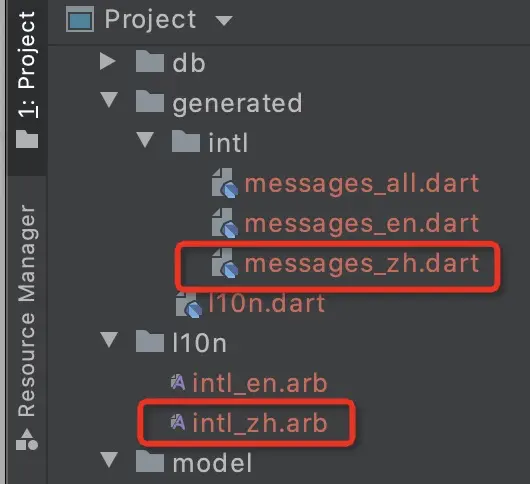 Project
1: Project
db
generated
intl
messages_all.dart
messages_en.dart
messages_zh.dart
l10n.dart
Resource Manager
l10n
intl_en.arb
intl_zh.arb
model